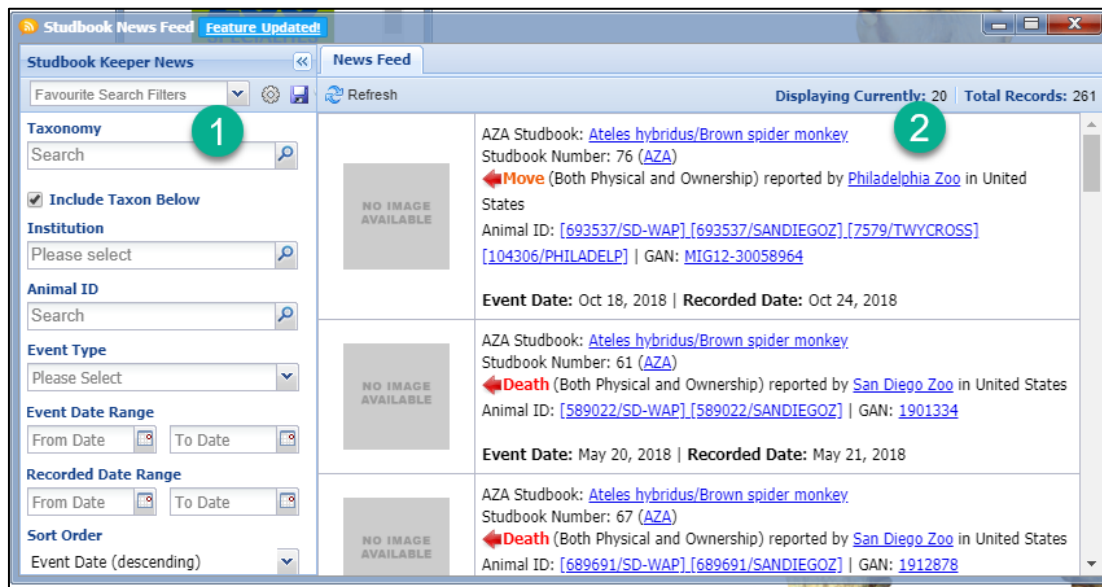 Studbook News Feed Feature Updated!
Studbook Keeper News
Favourite Search Filters
1
Taxonomy
Search
Include Taxon Below
Institution
Please select
Animal ID
Search
Event Type
Please Select
Event Date Range
From Date To Date
Recorded Date Range
From Date To Date
Sort Order
Event Date (descending)
News Feed
Refresh
Displaying Currently: 20 Total Records: 261
2
NO IMAGE
AVAILABLE
AZA Studbook: Ateles hybridus/Brown spider monkey
Studbook Number: 76 (AZA)
Move (Both Physical and Ownership) reported by Philadelphia Zoo in United
States
Animal ID: [693537/SD-WAP] [693537/SANDIEGOZ] [7579/TWYCROSS]
[104306/PHILADELP] | GAN: MIG12-30058964
Event Date: Oct 18, 2018 | Recorded Date: Oct 24, 2018
NO IMAGE
AVAILABLE
AZA Studbook: Ateles hybridus/Brown spider monkey
Studbook Number: 61 (AZA)
Death (Both Physical and Ownership) reported by San Diego Zoo in United States
Animal ID: [589022/SD-WAP] [589022/SANDIEGOZ] | GAN: 1901334
Event Date: May 20, 2018 | Recorded Date: May 21, 2018
NO IMAGE
AVAILABLE
AZA Studbook: Ateles hybridus/Brown spider monkey
Studbook Number: 67 (AZA)
Death (Both Physical and Ownership) reported by San Diego Zoo in United States
Animal ID: [689691/SD-WAP] [689691/SANDIEGOZ] | GAN: 1912878